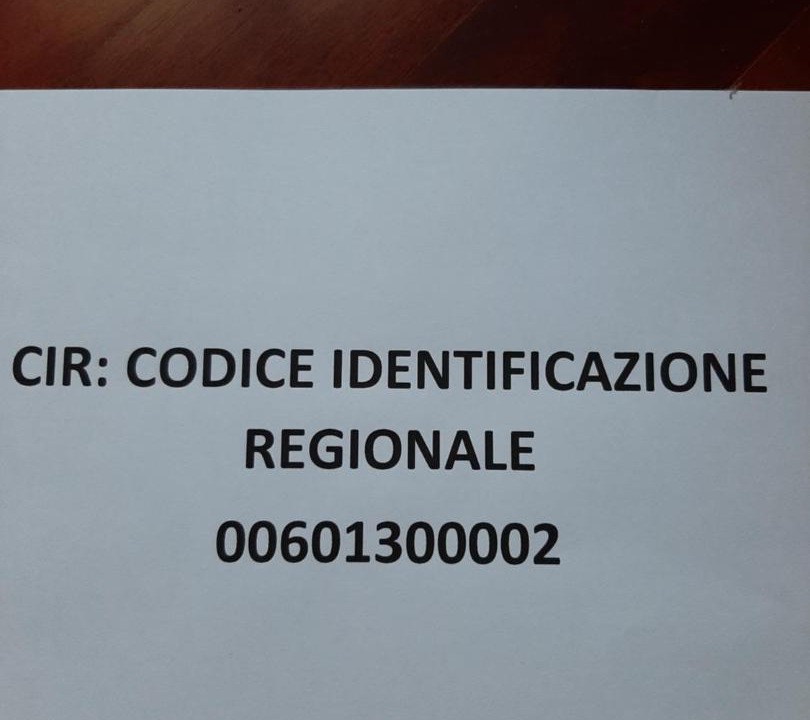 CIR: CODICE IDENTIFICAZIONE
REGIONALE
00601300002